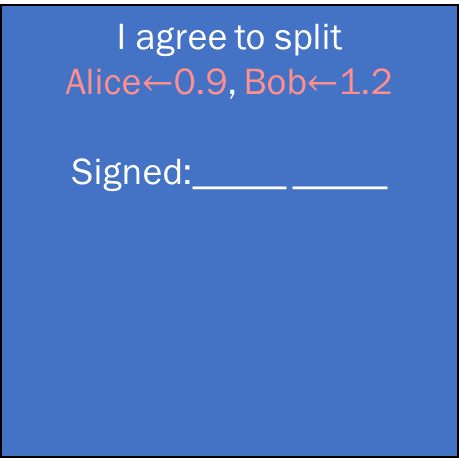 I agree to split
Alice←0.9, Bob←1.2
Signed:_____ _____